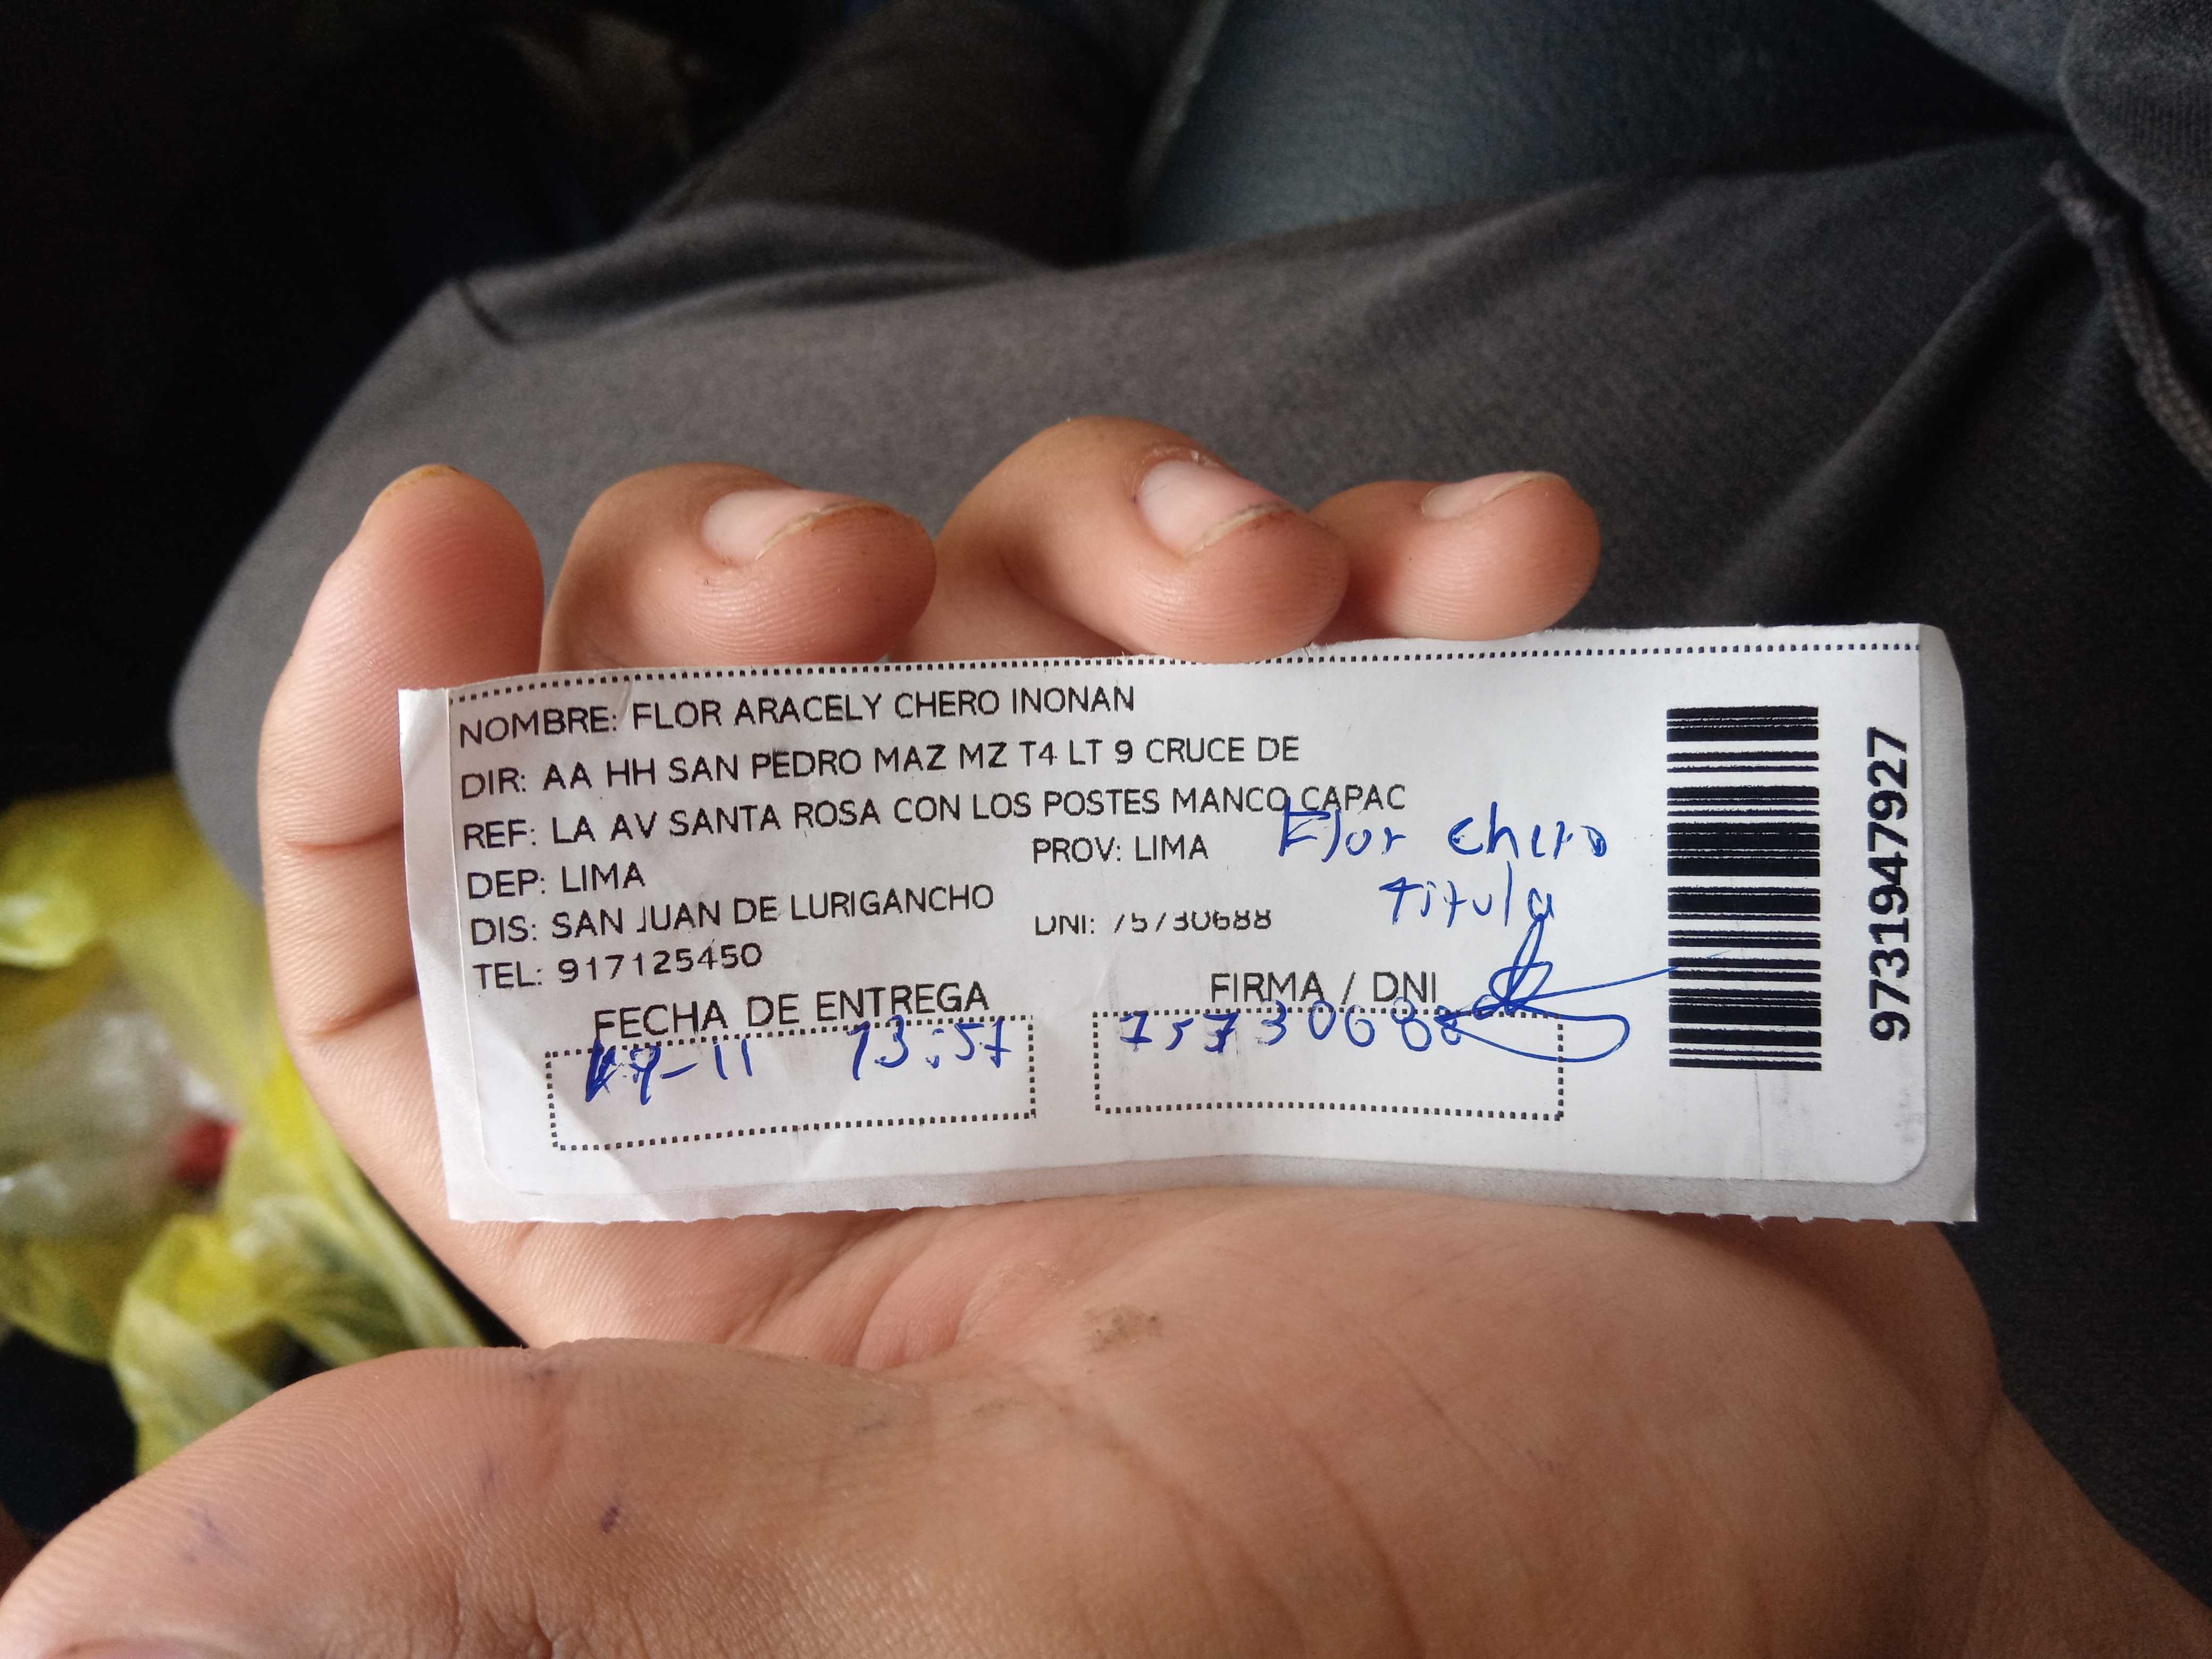 NOMBRE: FLOR ARACELY CHERO INONAN
DIR: AA HH SAN PEDRO MAZ MZ T4 LT 9 CRUCE DE
REF: LA AV SANTA ROSA CON LOS POSTES MANCO CAPAC
DEP: LIMA PROV: LIMA
Flor Chero
DIS: SAN JUAN DE LURIGANCHO DNI: 75730688
Titula
TEL: 917125450
FECHA DE ENTREGA FIRMA / DNI
-11 13:57 75730688
9731947927